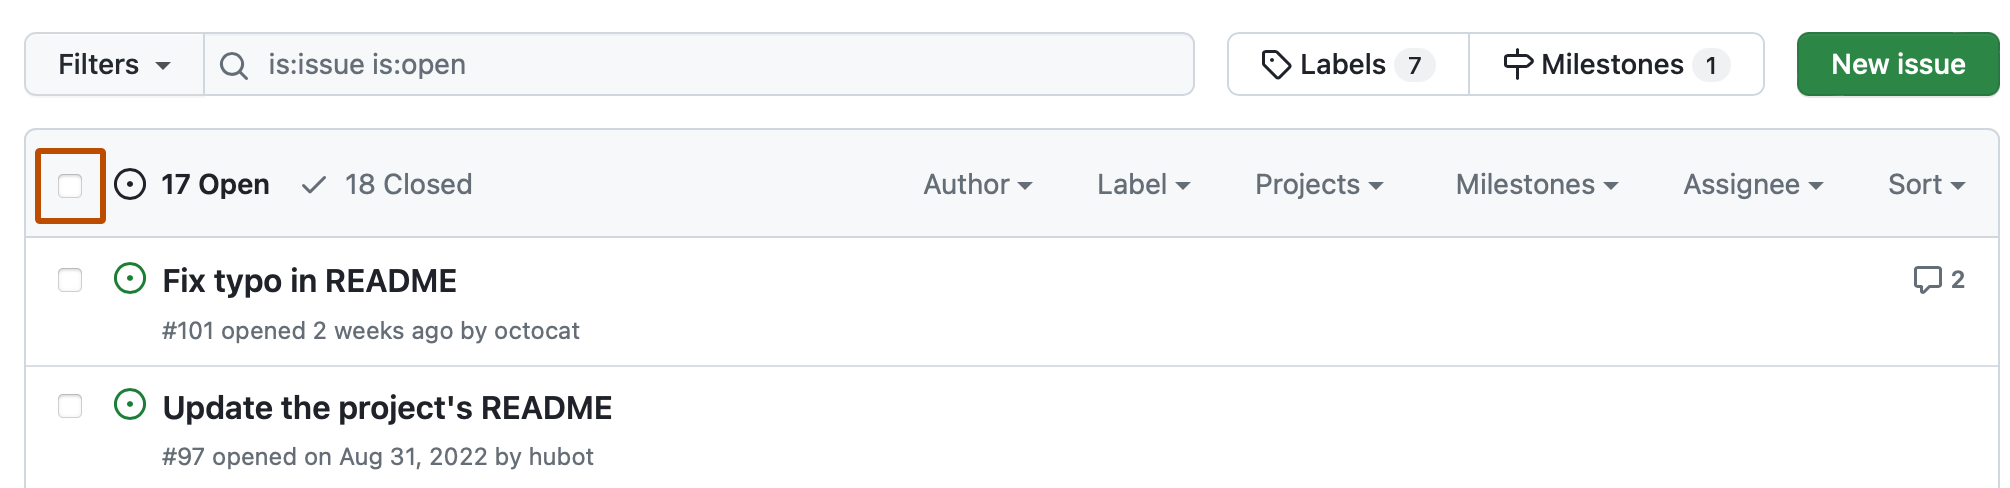 Filters is:issue is:open Labels 7 Milestones 1 New issue
17 Open 18 Closed Author Label Projects Milestones Assignee Sort
Fix typo in README 2
#101 opened 2 weeks ago by octocat
Update the project's README
#97 opened on Aug 31, 2022 by hubot